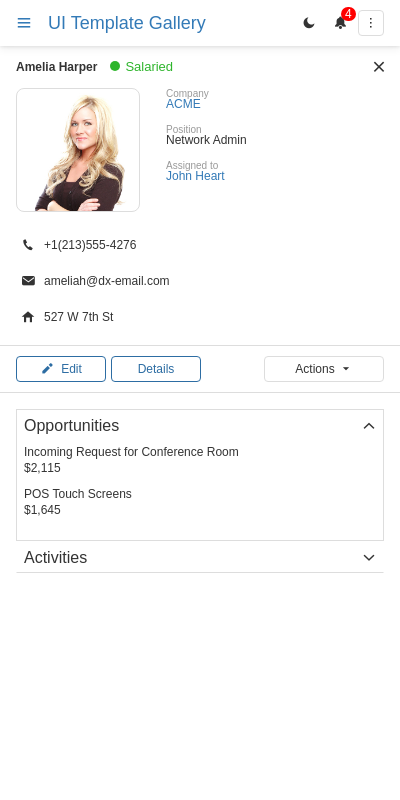 UI Template Gallery
4
Amelia Harper
Salaried
Company
ACME
Position
Network Admin
Assigned to
John Heart
+1(213)555-4276
ameliah@dx-email.com
527 W 7th St
Edit
Details
Actions
Opportunities
Incoming Request for Conference Room
$2,115
POS Touch Screens
$1,645
Activities